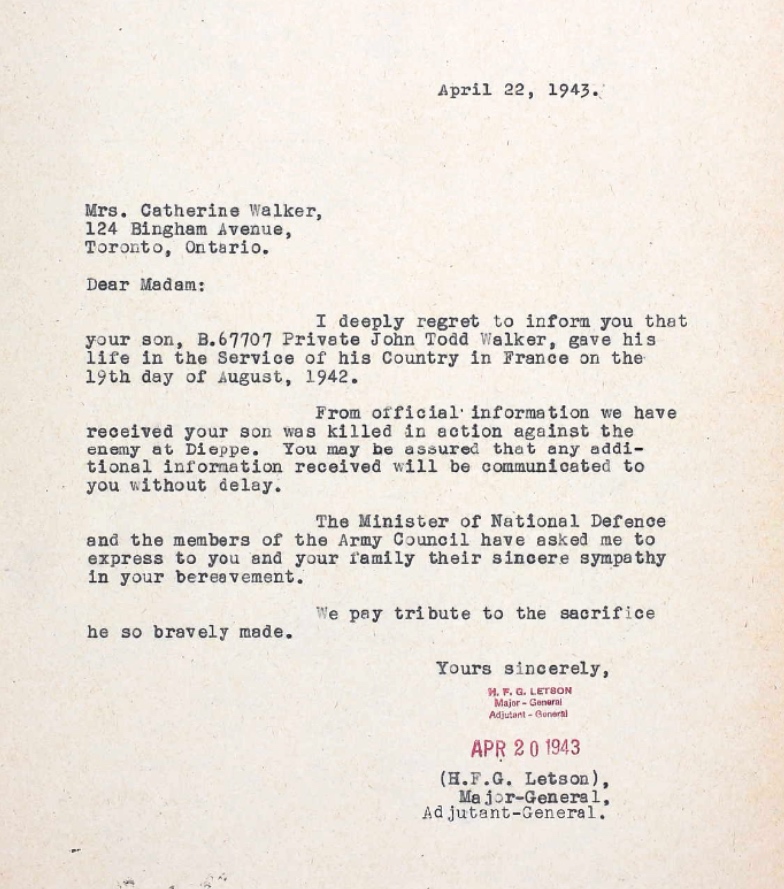 April 22, 1943.
Mrs. Catherine Walker,
124 Bingham Avenue,
Toronto, Ontario.
Dear Madam:
I deeply regret to inform you that
your son, B.67707 Private John Todd Walker, gave his
life in the Service of his Country in France on the
19th day of August, 1942.
From official information we have
received your son was killed in action against the
enemy at Dieppe. You may be assured that any addi-
tional information received will be communicated to
you without delay.
The Minister of National Defence
and the members of the Army Council have asked me to
express to you and your family their sincere sympathy
in your bereavement.
We pay tribute to the sacrifice
he so bravely made.
Yours sincerely,
H. F. G. LETSON
Major - General
Adjutant - General
APR 20 1943
(H.F.G. Letson),
Major-General,
Adjutant-General.